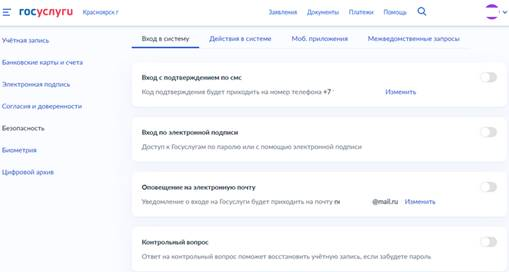 госуслуги Красноярск г Заявления Документы Платежи Помощь
Учётная запись
Банковские карты и счета
Электронная подпись
Согласия и доверенности
Безопасность
Биометрия
Цифровой архив
Вход в систему Действия в системе Моб. приложения Межведомственные запросы
Вход с подтверждением по смс
Код подтверждения будет приходить на номер телефона +7 Изменить
Вход по электронной подписи
Доступ к Госуслугам по паролю или с помощью электронной подписи
Оповещение на электронную почту
Уведомление о входе на Госуслуги будет приходить на почту @mail.ru Изменить
Контрольный вопрос
Ответ на контрольный вопрос поможет восстановить учётную запись, если забудете пароль